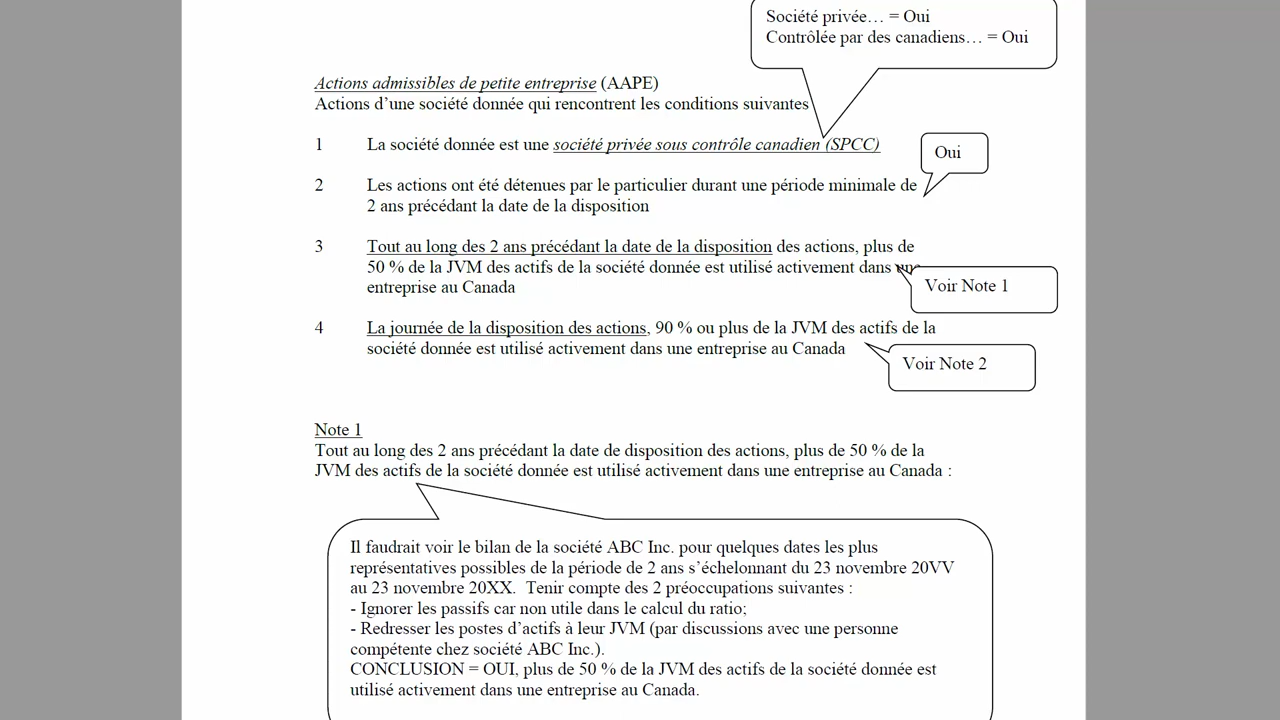 Société privée… = Oui
Contrôlée par des canadiens… = Oui
Actions admissibles de petite entreprise (AAPE)
Actions d’une société donnée qui rencontrent les conditions suivantes
1 La société donnée est une société privée sous contrôle canadien (SPCC)
Oui
2 Les actions ont été détenues par le particulier durant une période minimale de
2 ans précédant la date de la disposition
3 Tout au long des 2 ans précédant la date de la disposition des actions, plus de
50 % de la JVM des actifs de la société donnée est utilisé activement dans une
entreprise au Canada
Voir Note 1
4 La journée de la disposition des actions, 90 % ou plus de la JVM des actifs de la
société donnée est utilisé activement dans une entreprise au Canada
Voir Note 2
Note 1
Tout au long des 2 ans précédant la date de disposition des actions, plus de 50 % de la
JVM des actifs de la société donnée est utilisé activement dans une entreprise au Canada :
Il faudrait voir le bilan de la société ABC Inc. pour quelques dates les plus
représentatives possibles de la période de 2 ans s’échelonnant du 23 novembre 20VV
au 23 novembre 20XX. Tenir compte des 2 préoccupations suivantes :
- Ignorer les passifs car non utile dans le calcul du ratio;
- Redresser les postes d’actifs à leur JVM (par discussions avec une personne
compétente chez société ABC Inc.).
CONCLUSION = OUI, plus de 50 % de la JVM des actifs de la société donnée est
utilisé activement dans une entreprise au Canada.